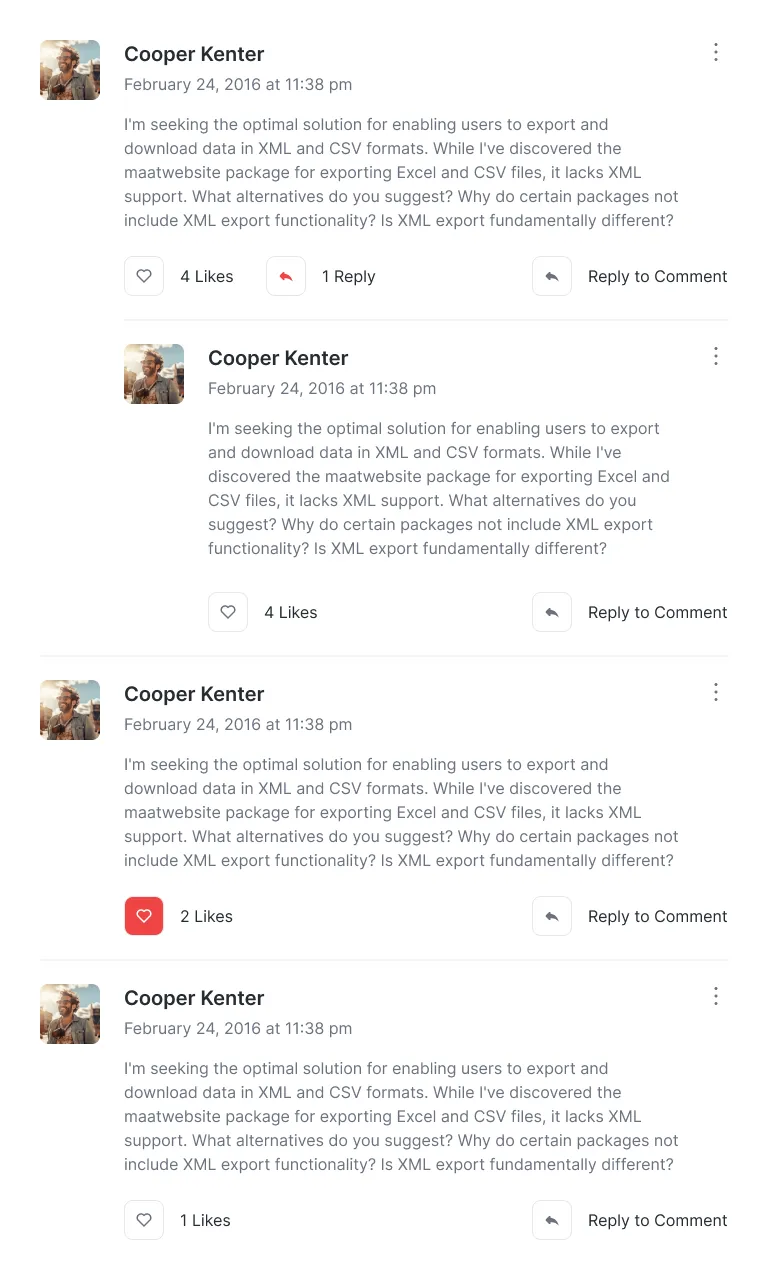 Cooper Kenter
February 24, 2016 at 11:38 pm
I'm seeking the optimal solution for enabling users to export and
download data in XML and CSV formats. While I've discovered the
maatwebsite package for exporting Excel and CSV files, it lacks XML
support. What alternatives do you suggest? Why do certain packages not
include XML export functionality? Is XML export fundamentally different?
4 Likes 1 Reply Reply to Comment
Cooper Kenter
February 24, 2016 at 11:38 pm
I'm seeking the optimal solution for enabling users to export
and download data in XML and CSV formats. While I've
discovered the maatwebsite package for exporting Excel and
CSV files, it lacks XML support. What alternatives do you
suggest? Why do certain packages not include XML export
functionality? Is XML export fundamentally different?
4 Likes Reply to Comment
Cooper Kenter
February 24, 2016 at 11:38 pm
I'm seeking the optimal solution for enabling users to export and
download data in XML and CSV formats. While I've discovered the
maatwebsite package for exporting Excel and CSV files, it lacks XML
support. What alternatives do you suggest? Why do certain packages not
include XML export functionality? Is XML export fundamentally different?
2 Likes Reply to Comment
Cooper Kenter
February 24, 2016 at 11:38 pm
I'm seeking the optimal solution for enabling users to export and
download data in XML and CSV formats. While I've discovered the
maatwebsite package for exporting Excel and CSV files, it lacks XML
support. What alternatives do you suggest? Why do certain packages not
include XML export functionality? Is XML export fundamentally different?
1 Likes Reply to Comment